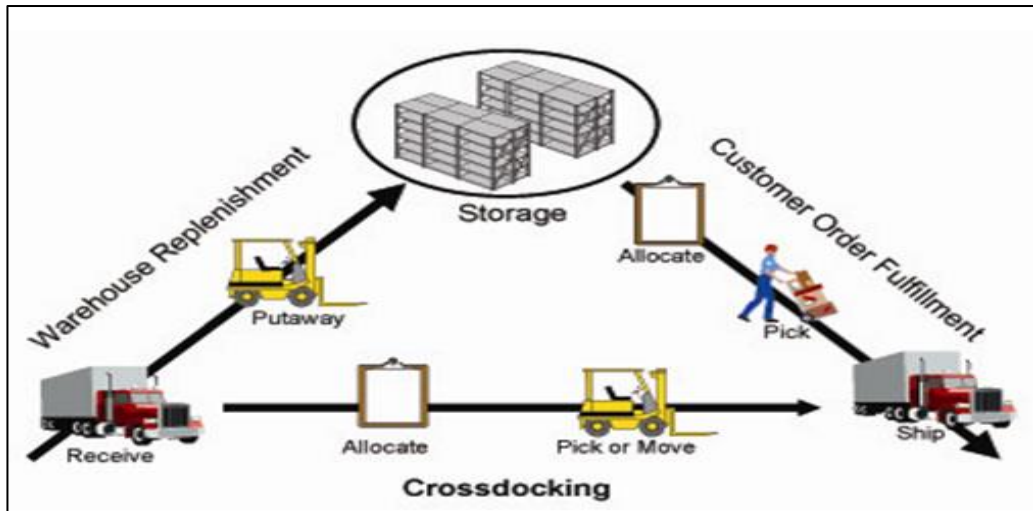 Storage
Warehouse Replenishment
Customer Order Fulfillment
Allocate
Putaway
Pick
Receive
Allocate
Pick or Move
Ship
Crossdocking